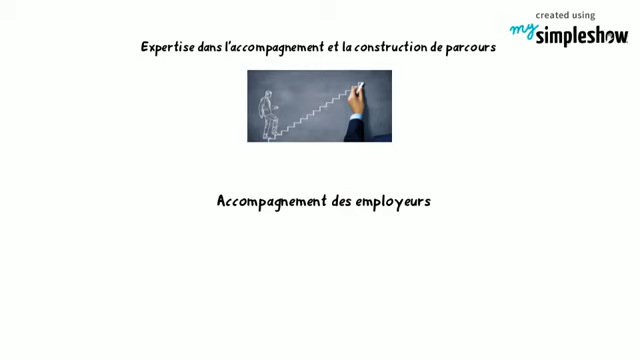 created using
my simpleshow
Expertise dans l'accompagnement et la construction de parcours
Accompagnement des employeurs